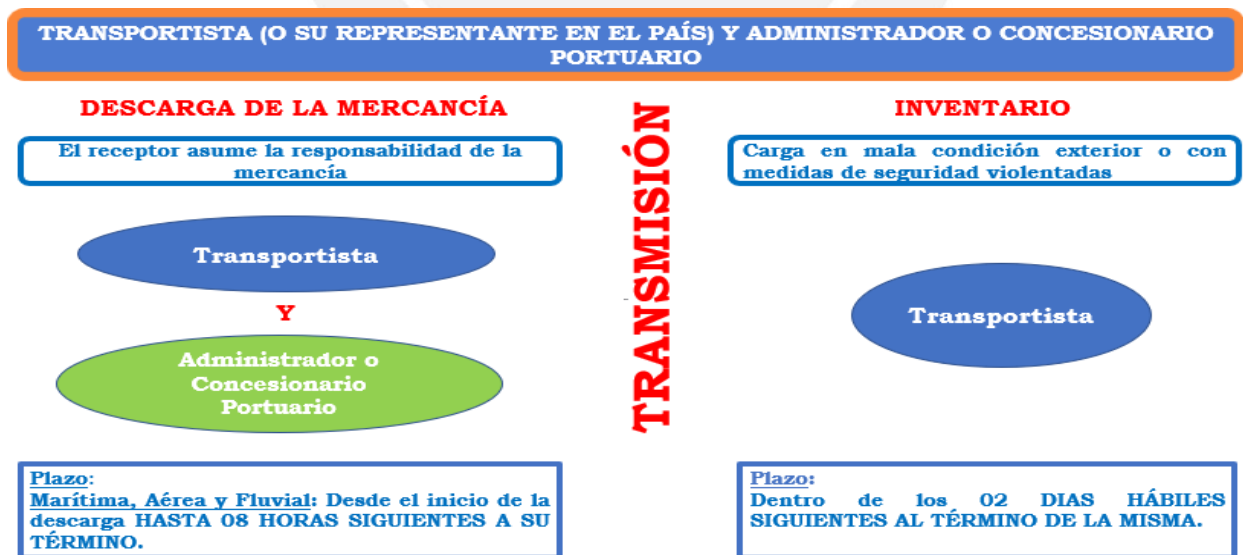 TRANSPORTISTA (O SU REPRESENTANTE EN EL PAÍS) Y ADMINISTRADOR O CONCESIONARIO
PORTUARIO
DESCARGA DE LA MERCANCÍA
El receptor asume la responsabilidad de la
mercancía
Transportista
Y
Administrador o
Concesionario
Portuario
Plazo:
Marítima, Aérea y Fluvial: Desde el inicio de la
descarga HASTA 08 HORAS SIGUIENTES A SU
TÉRMINO.
TRANSMISIÓN
INVENTARIO
Carga en mala condición exterior o con
medidas de seguridad violentadas
Transportista
Plazo:
Dentro de los 02 DIAS HÁBILES
SIGUIENTES AL TÉRMINO DE LA MISMA.